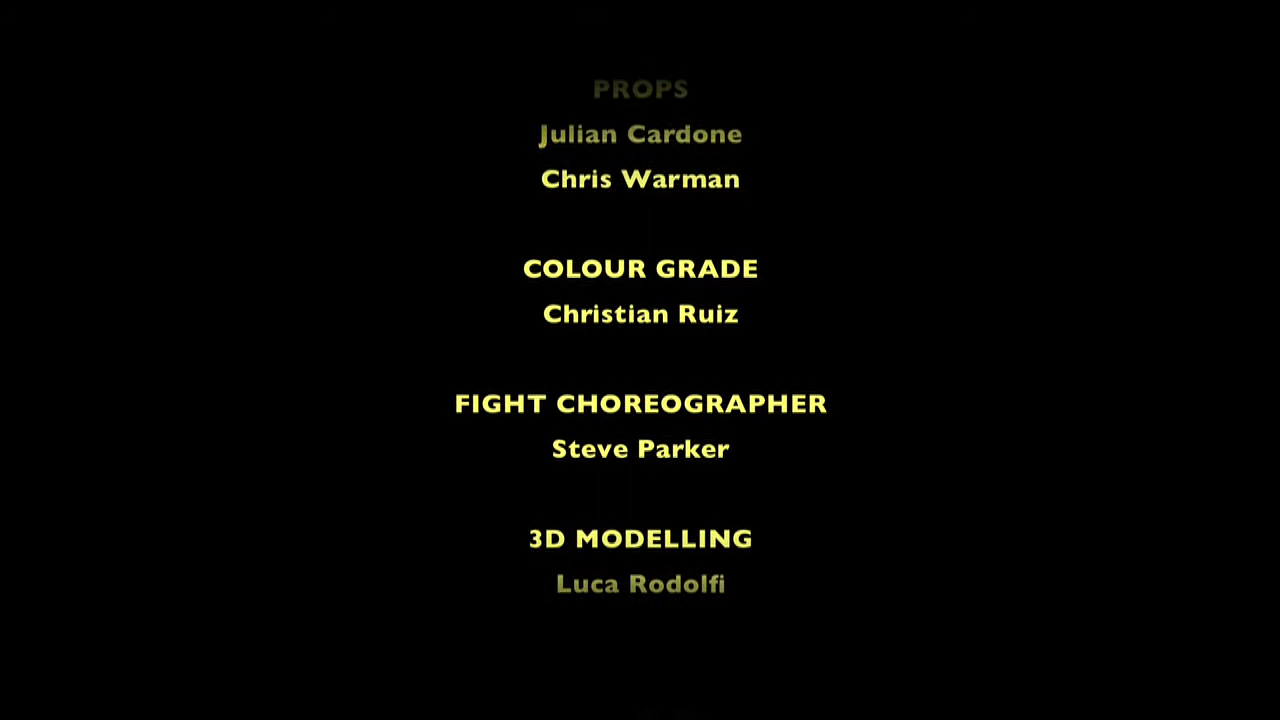 PROPS
Julian Cardone
Chris Warman
COLOUR GRADE
Christian Ruiz
FIGHT CHOREOGRAPHER
Steve Parker
3D MODELLING
Luca Rodolfi